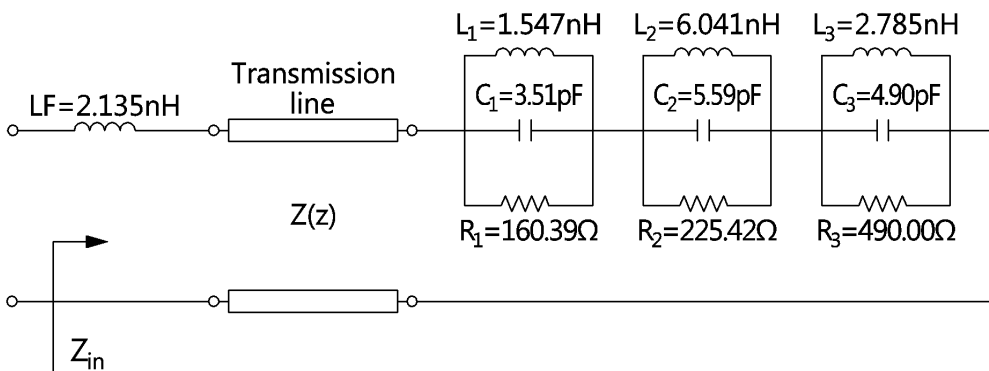 L₁=1.547nH
L₂=6.041nH
L₃=2.785nH
Transmission
line
LF=2.135nH
C₁=3.51pF
C₂=5.59pF
C₃=4.90pF
Z(z)
R₁=160.39Ω
R₂=225.42Ω
R₃=490.00Ω
Zᵢₙ